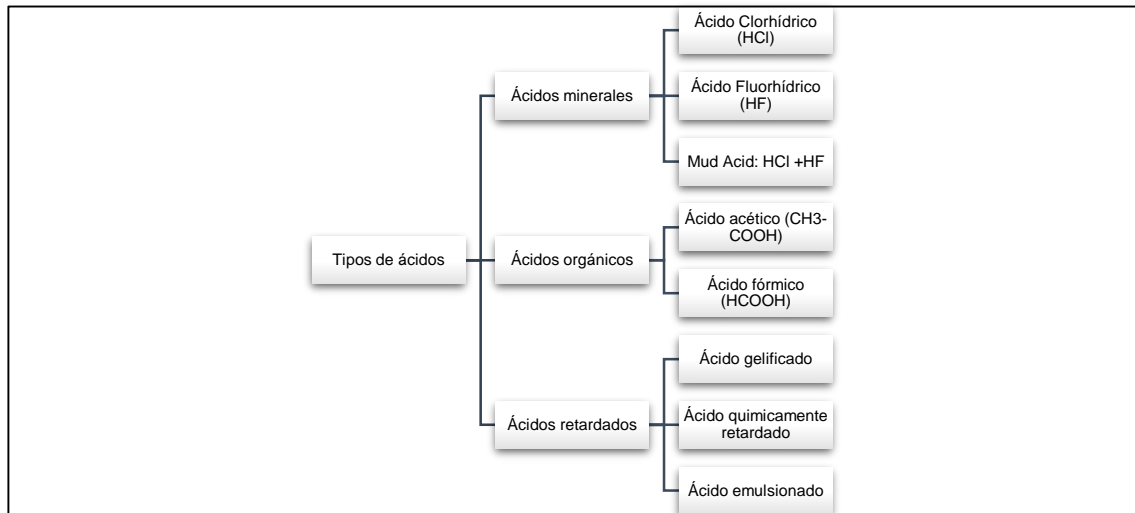 Tipos de ácidos
Ácidos minerales
Ácido Clorhídrico
(HCl)
Ácido Fluorhídrico
(HF)
Mud Acid: HCl +HF
Ácidos orgánicos
Ácido acético (CH3-
COOH)
Ácido fórmico
(HCOOH)
Ácidos retardados
Ácido gelificado
Ácido quimicamente
retardado
Ácido emulsionado